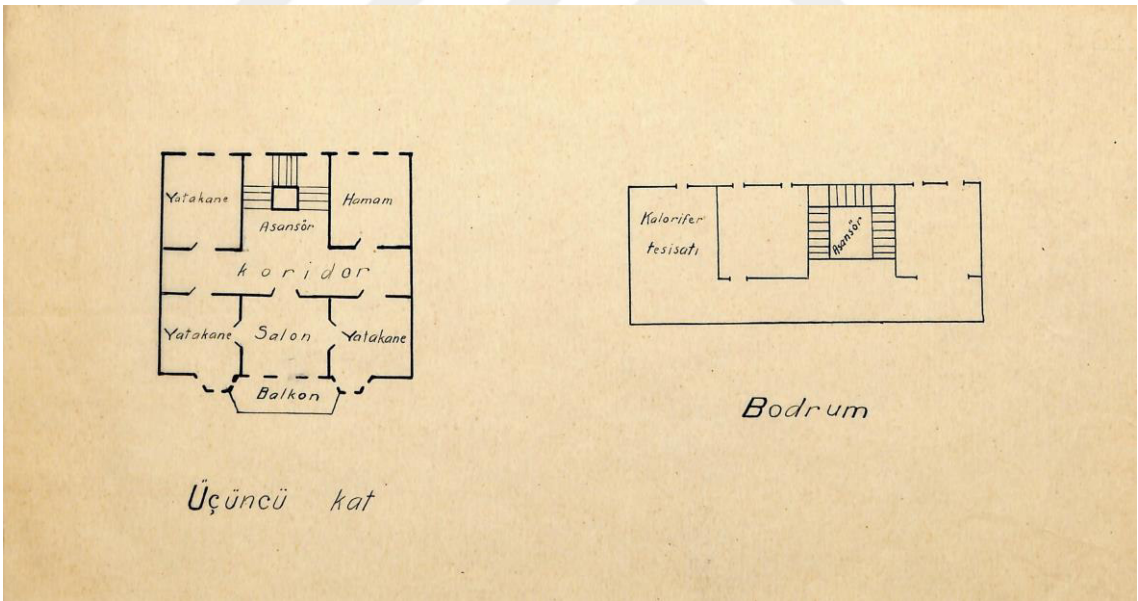 Yatakane
Hamam
Asansör
koridor
Yatakane
Salon
Yatakane
Balkon
Üçüncü kat
Kalorifer
tesisatı
Asansör
Bodrum